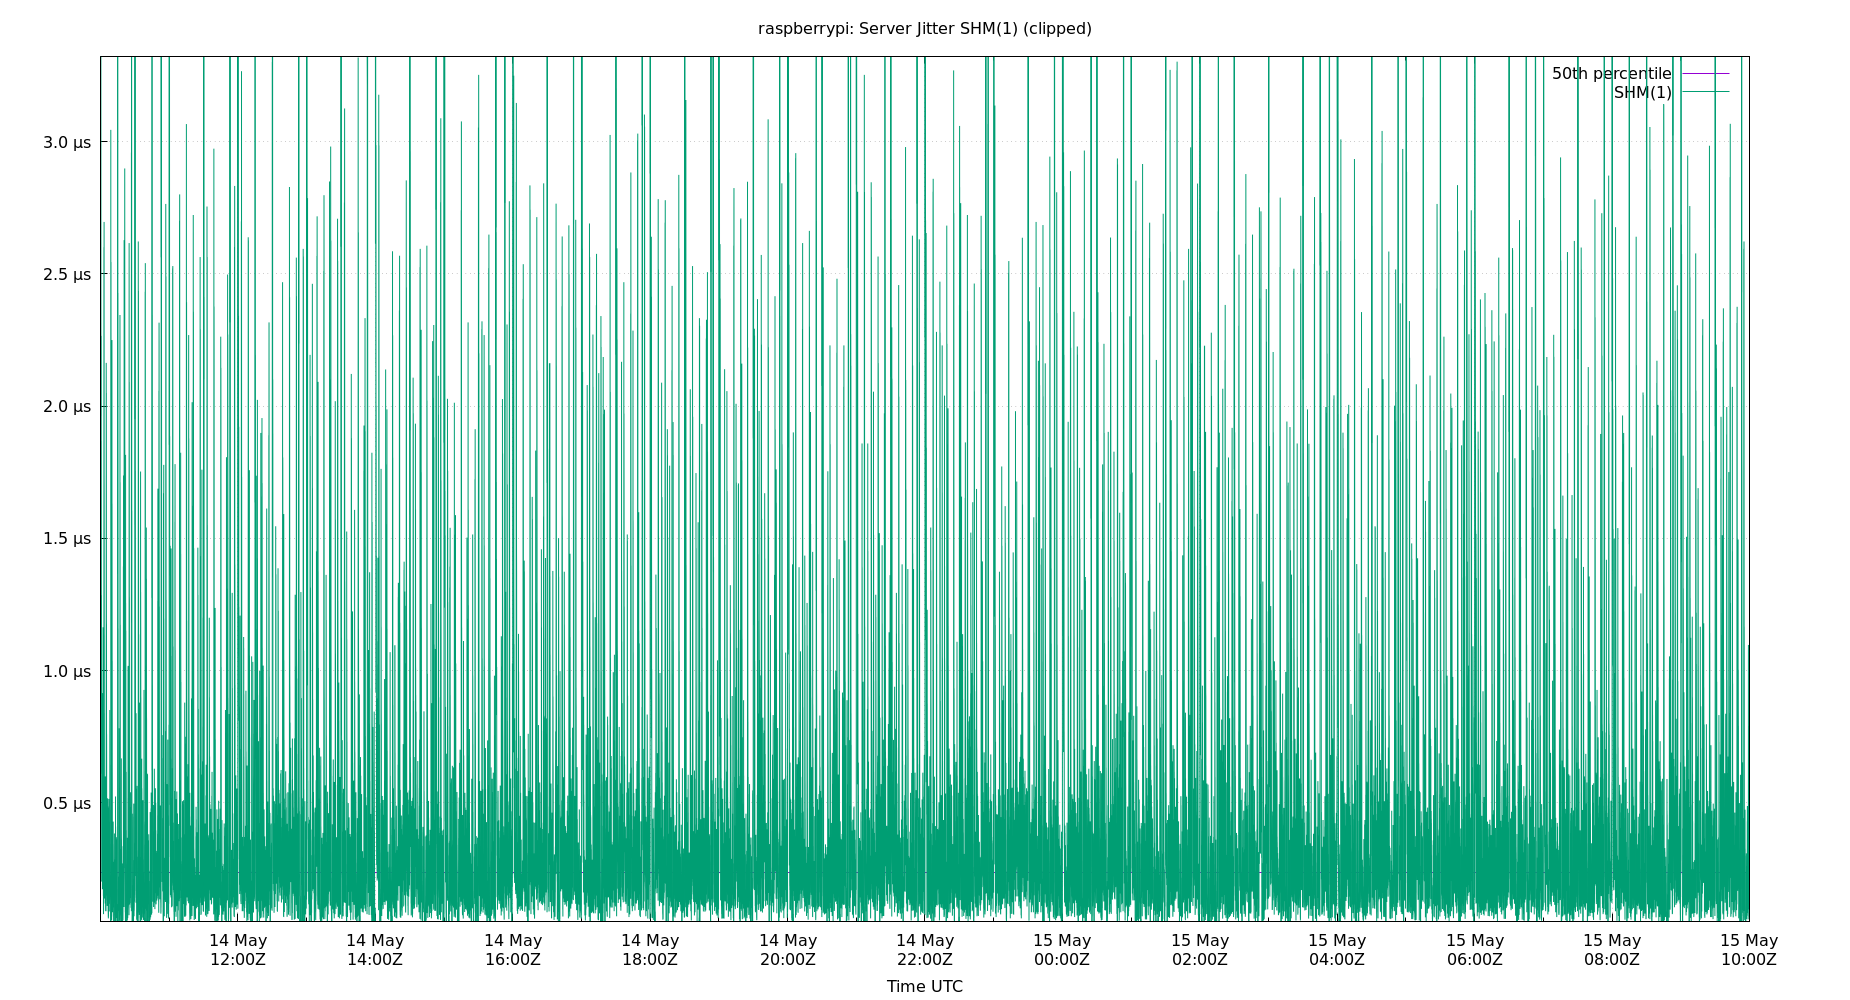 raspberrypi: Server Jitter SHM(1) (clipped)
50th percentile
SHM(1)
3.0 µs
2.5 µs
2.0 µs
1.5 µs
1.0 µs
0.5 µs
14 May 14 May 14 May 14 May 14 May 14 May 15 May 15 May 15 May 15 May 15 May 15 May
12:00Z 14:00Z 16:00Z 18:00Z 20:00Z 22:00Z 00:00Z 02:00Z 04:00Z 06:00Z 08:00Z 10:00Z
Time UTC